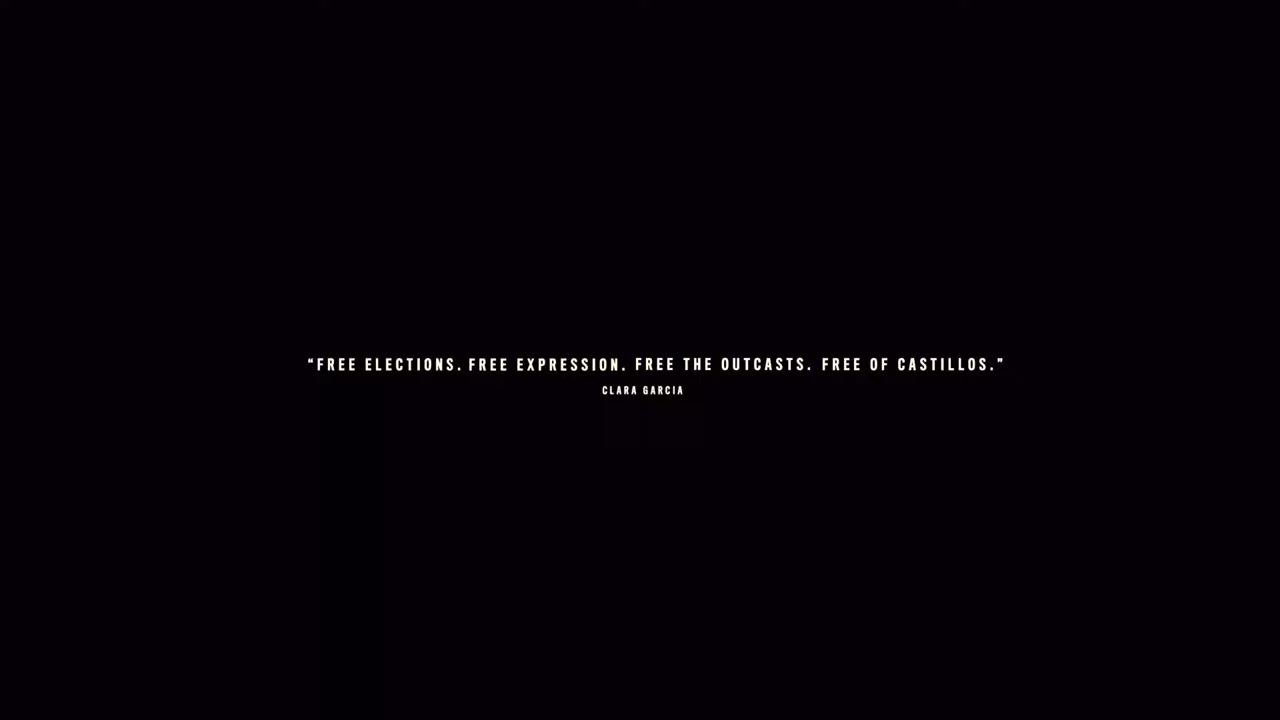 “FREE ELECTIONS. FREE EXPRESSION. FREE THE OUTCASTS. FREE OF CASTILLOS.”
CLARA GARCIA